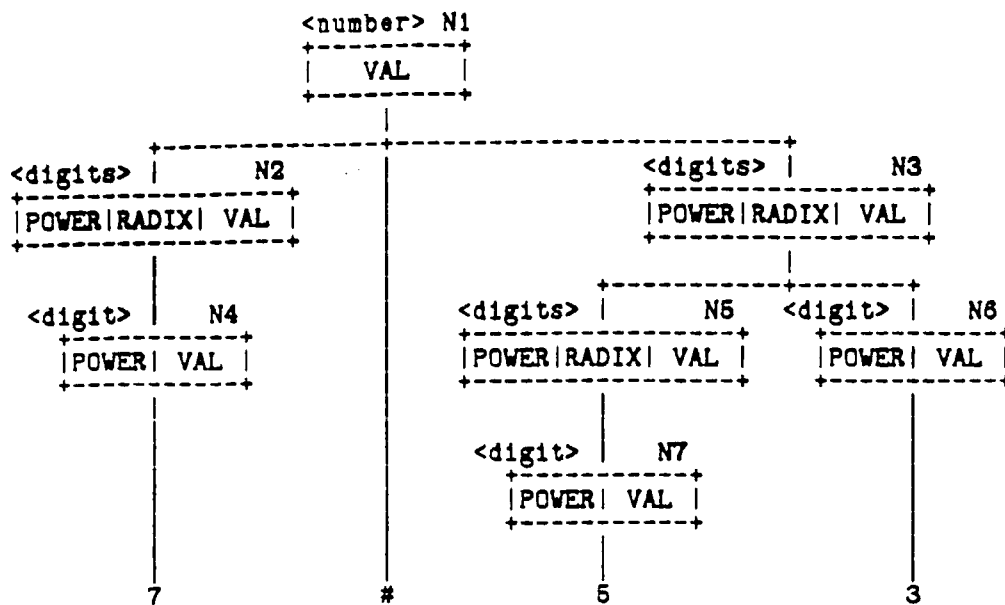 <number> N1
VAL
<digits> N2 <digits> N3
|POWER|RADIX| VAL | |POWER|RADIX| VAL |
<digit> N4 <digits> N5 <digit> N6
|POWER| VAL | |POWER|RADIX| VAL | |POWER| VAL |
<digit> N7
|POWER| VAL |
7 # 5 3